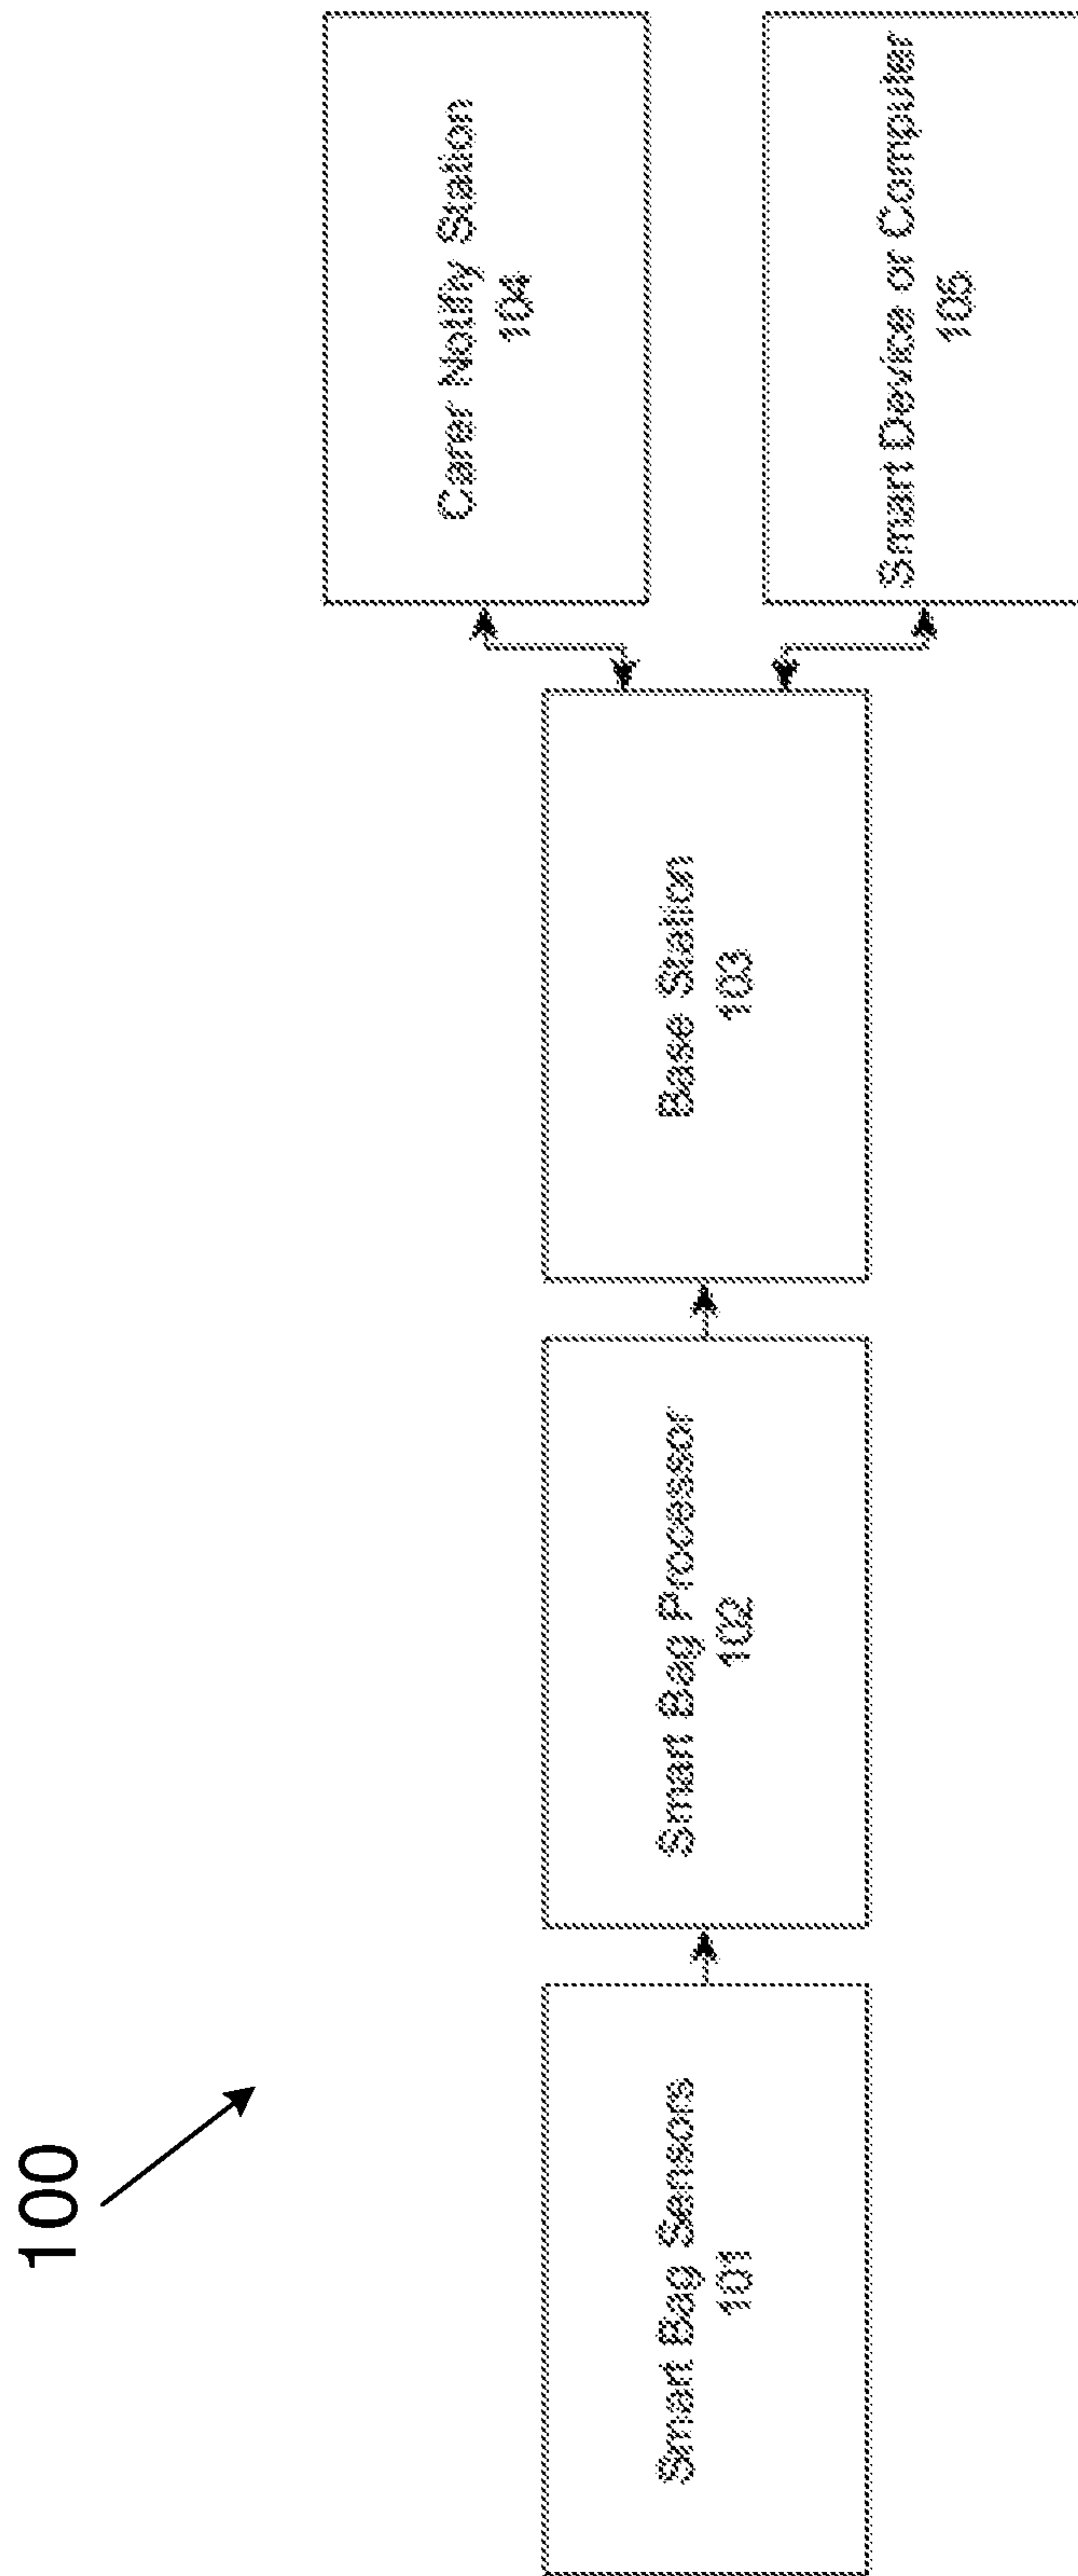 100
Smart Bag Sensors
101
Smart Bag Processor
102
Base Station
103
Carer Notifiy Station
104
Smart Device or Computer
105